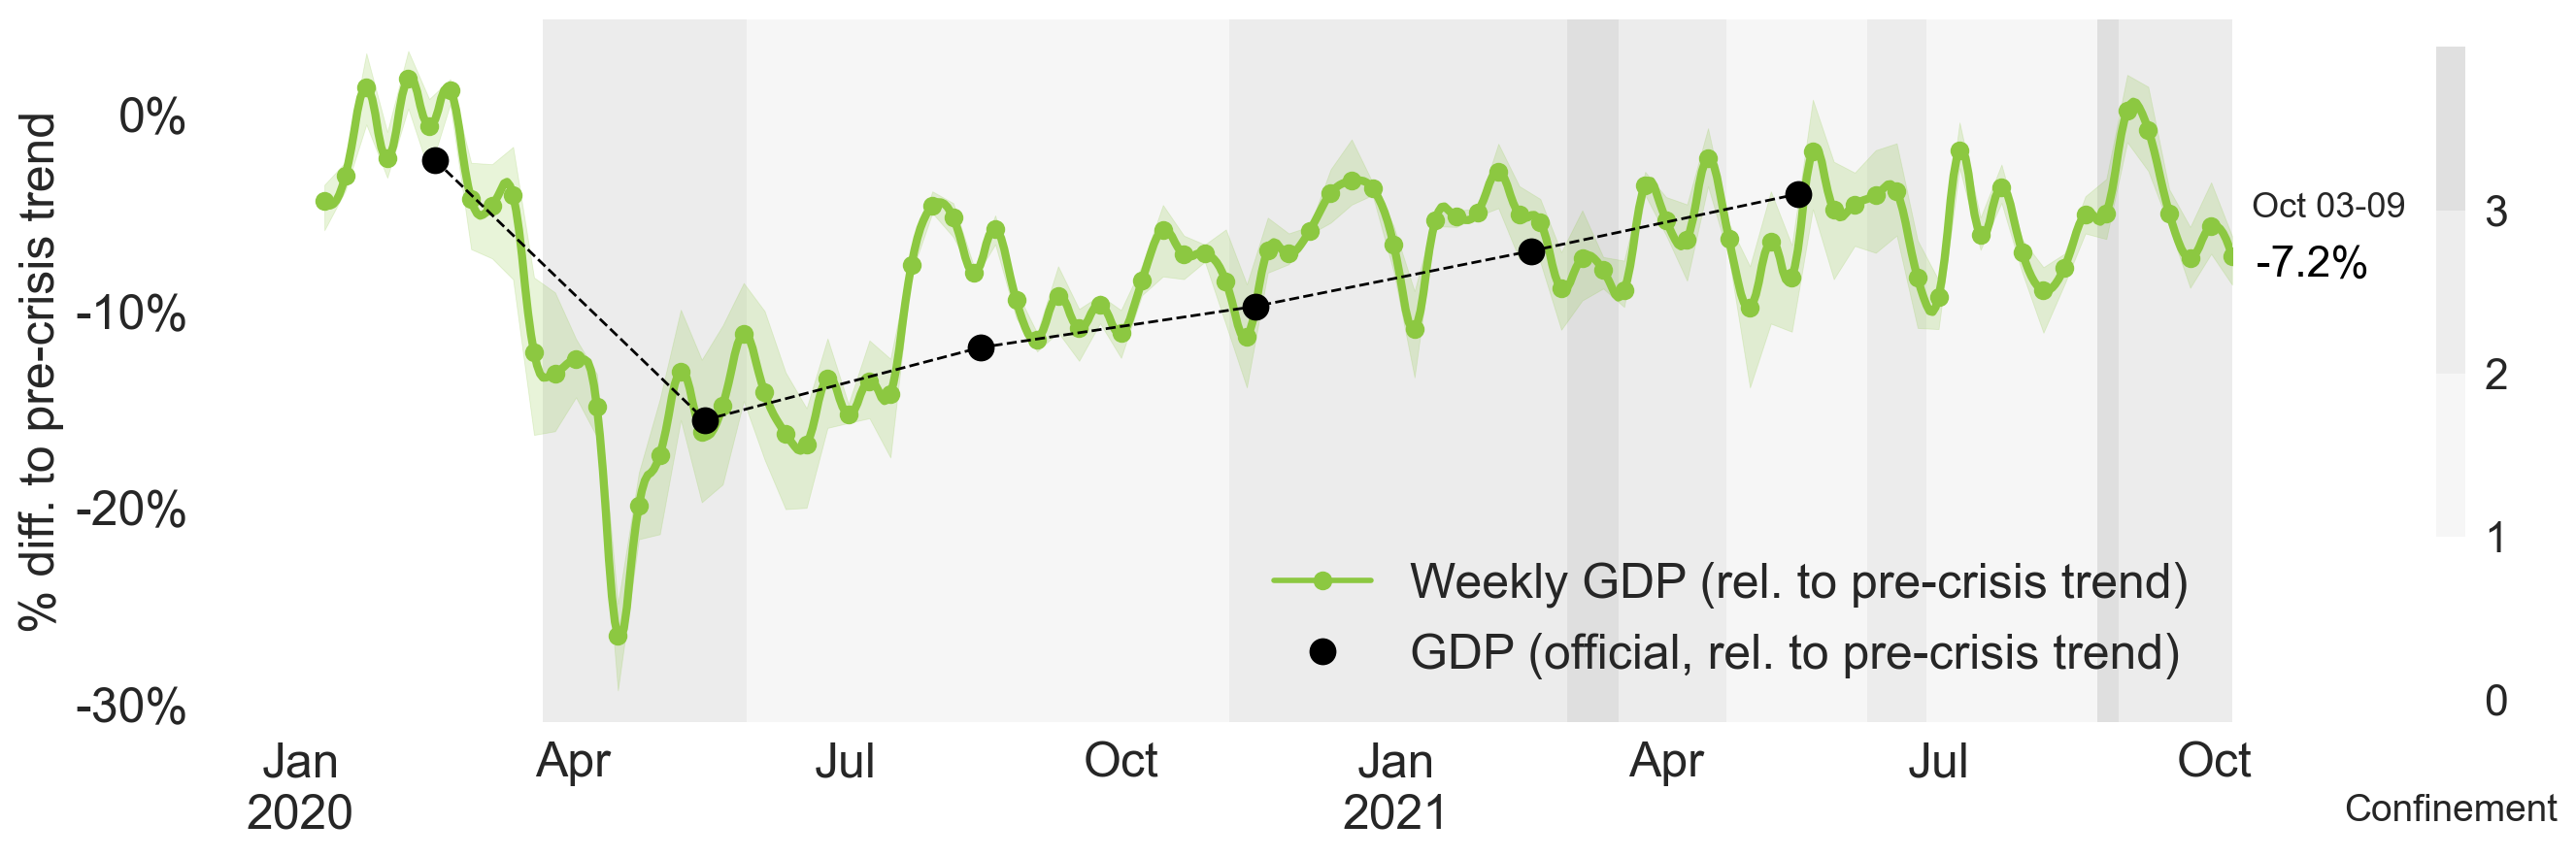 % diff. to pre-crisis trend
0%
-10%
-20%
-30%
Jan
2020
Apr
Jul
Oct
Jan
2021
Apr
Jul
Oct
Weekly GDP (rel. to pre-crisis trend)
GDP (official, rel. to pre-crisis trend)
Oct 03-09
-7.2%
3
2
1
0
Confinement